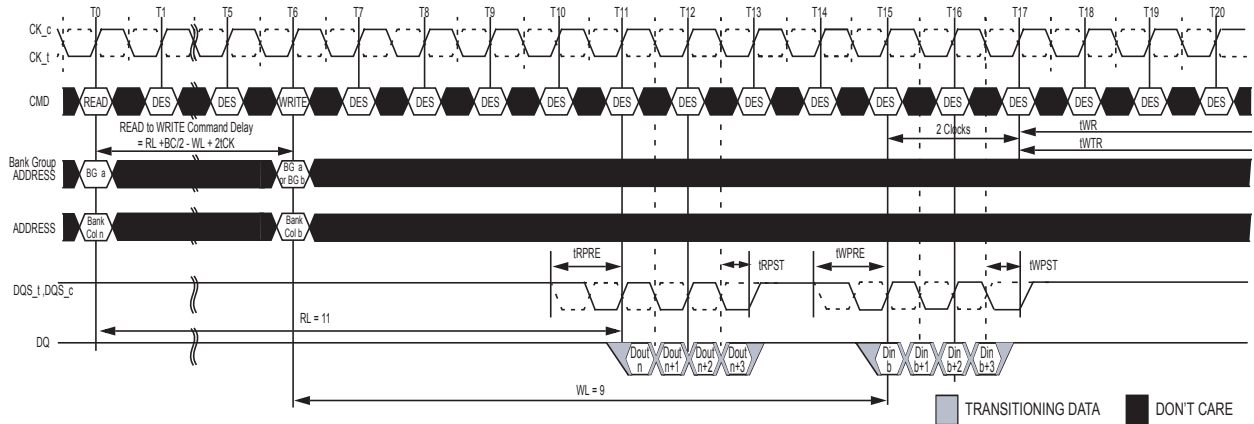 T0 T1 T5 T6 T7 T8 T9 T10 T11 T12 T13 T14 T15 T16 T17 T18 T19 T20
CK_c
CK_t
CMD READ DES DES WRITE DES DES DES DES DES DES DES DES DES DES DES DES DES DES
READ to WRITE Command Delay
= RL +BC/2 - WL + 2tCK
2 Clocks
tWR
tWTR
Bank Group
ADDRESS
BG a
BG a
or BG b
ADDRESS
Bank
Col n
Bank
Col b
tRPRE
tRPST
tWPRE
tWPST
DQS_t ,DQS_c
RL = 11
DQ
Dout
n
Dout
n+1
Dout
n+2
Dout
n+3
Din
b
Din
b+1
Din
b+2
Din
b+3
WL = 9
TRANSITIONING DATA
DON'T CARE